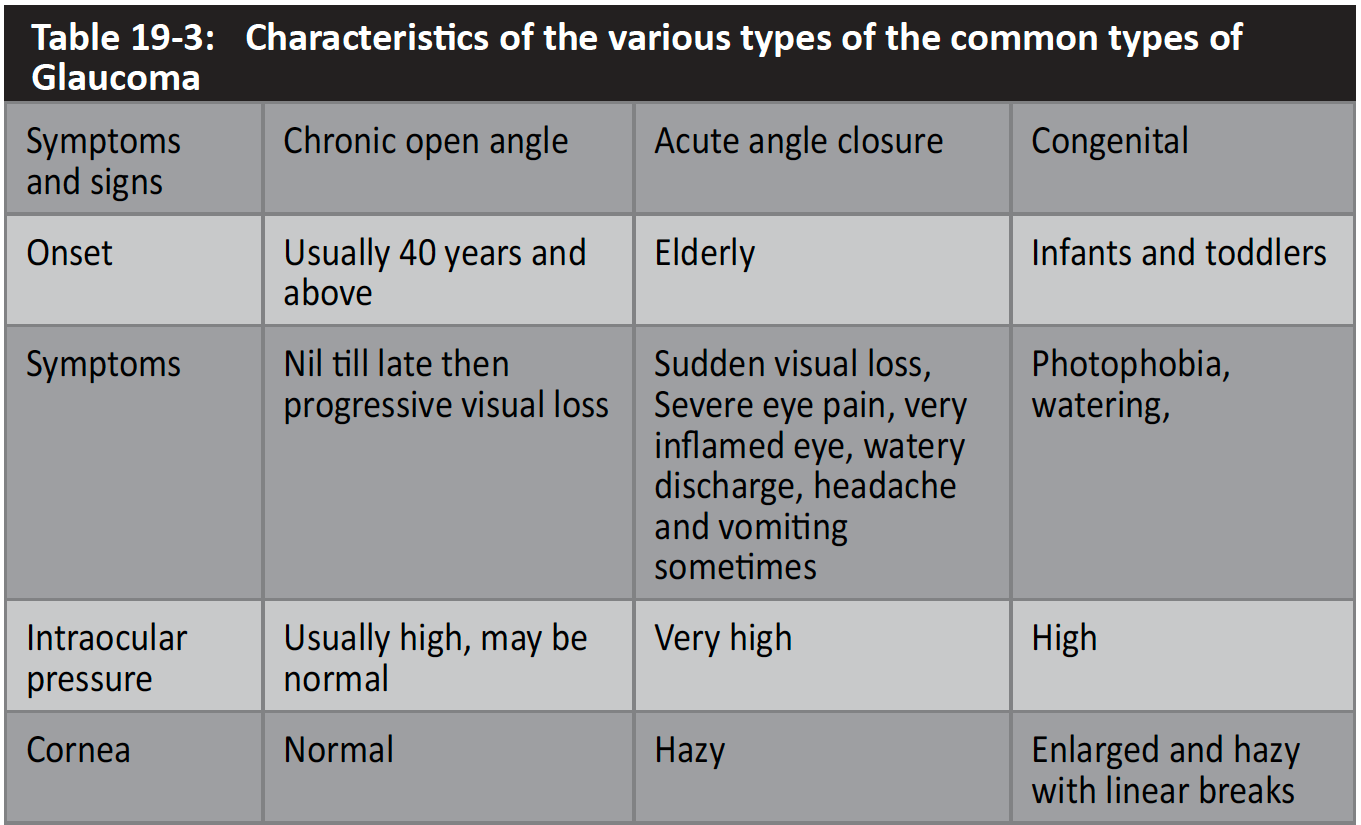 Table 19-3: Characteristics of the various types of the common types of
Glaucoma
Symptoms
and signs
Chronic open angle
Acute angle closure
Congenital
Onset
Usually 40 years and
above
Elderly
Infants and toddlers
Symptoms
Nil till late then
progressive visual loss
Sudden visual loss,
Severe eye pain, very
inflamed eye, watery
discharge, headache
and vomiting
sometimes
Photophobia,
watering,
Intraocular
pressure
Usually high, may be
normal
Very high
High
Cornea
Normal
Hazy
Enlarged and hazy
with linear breaks